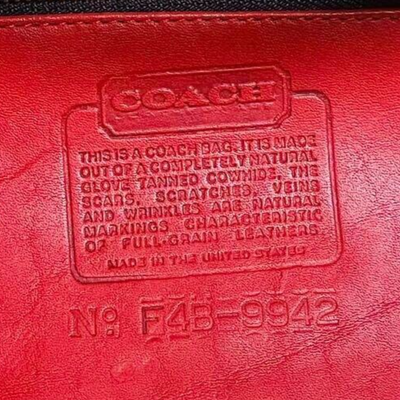 COACH
THIS IS A COACH BAG. IT IS MADE
OUT OF A COMPLETELY NATURAL
GLOVE TANNED COWHIDE. THE
SCARS, SCRATCHES, VEINS
AND WRINKLES ARE NATURAL
MARKINGS CHARACTERISTIC
OF FULL-GRAIN LEATHERS
MADE IN THE UNITED STATES
No: F4B-9942